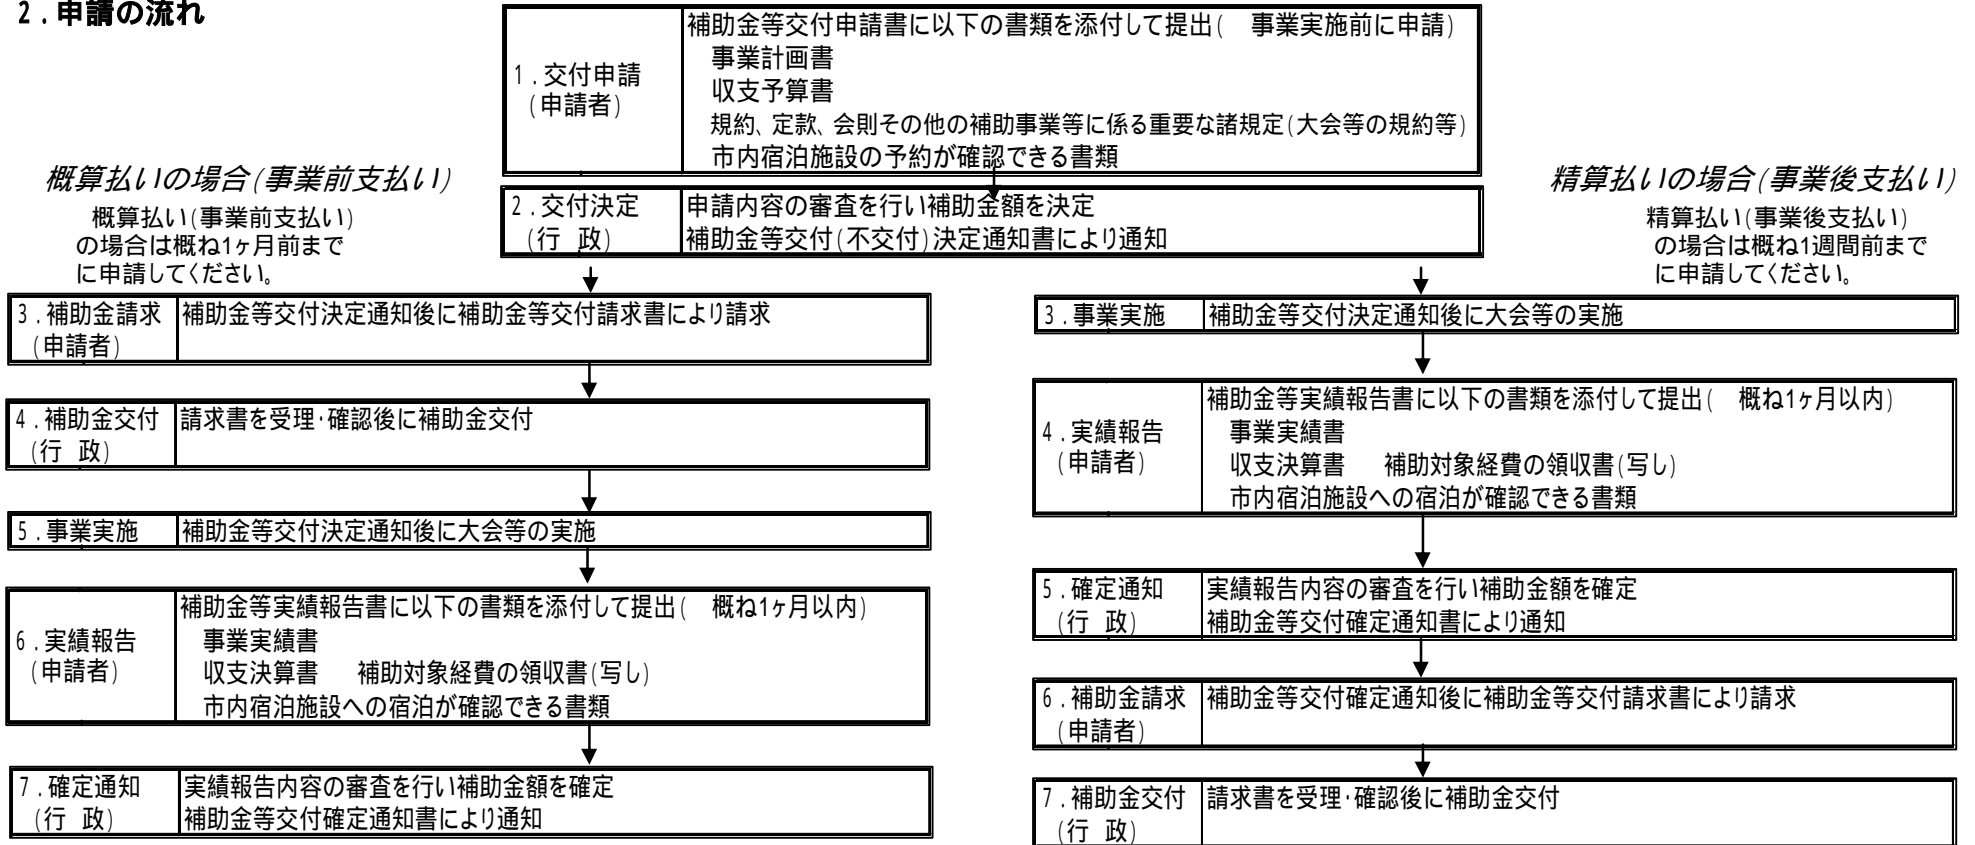 2.申請の流れ
1.交付申請
(申請者)
補助金等交付申請書に以下の書類を添付して提出( 事業実施前に申請)
事業計画書
収支予算書
規約、定款、会則その他の補助事業等に係る重要な諸規定(大会等の規約等)
市内宿泊施設の予約が確認できる書類
2.交付決定
(行 政)
申請内容の審査を行い補助金額を決定
補助金等交付(不交付)決定通知書により通知
概算払いの場合(事業前支払い)
概算払い(事業前支払い)
の場合は概ね1ヶ月前まで
に申請してください。
3.補助金請求
(申請者)
補助金等交付決定通知後に補助金等交付請求書により請求
4.補助金交付
(行 政)
請求書を受理・確認後に補助金交付
5.事業実施
補助金等交付決定通知後に大会等の実施
6.実績報告
(申請者)
補助金等実績報告書に以下の書類を添付して提出( 概ね1ヶ月以内)
事業実績書
収支決算書 補助対象経費の領収書(写し)
市内宿泊施設への宿泊が確認できる書類
7.確定通知
(行 政)
実績報告内容の審査を行い補助金額を確定
補助金等交付確定通知書により通知
精算払いの場合(事業後支払い)
精算払い(事業後支払い)
の場合は概ね1週間前まで
に申請してください。
3.事業実施
補助金等交付決定通知後に大会等の実施
4.実績報告
(申請者)
補助金等実績報告書に以下の書類を添付して提出( 概ね1ヶ月以内)
事業実績書
収支決算書 補助対象経費の領収書(写し)
市内宿泊施設への宿泊が確認できる書類
5.確定通知
(行 政)
実績報告内容の審査を行い補助金額を確定
補助金等交付確定通知書により通知
6.補助金請求
(申請者)
補助金等交付確定通知後に補助金等交付請求書により請求
7.補助金交付
(行 政)
請求書を受理・確認後に補助金交付